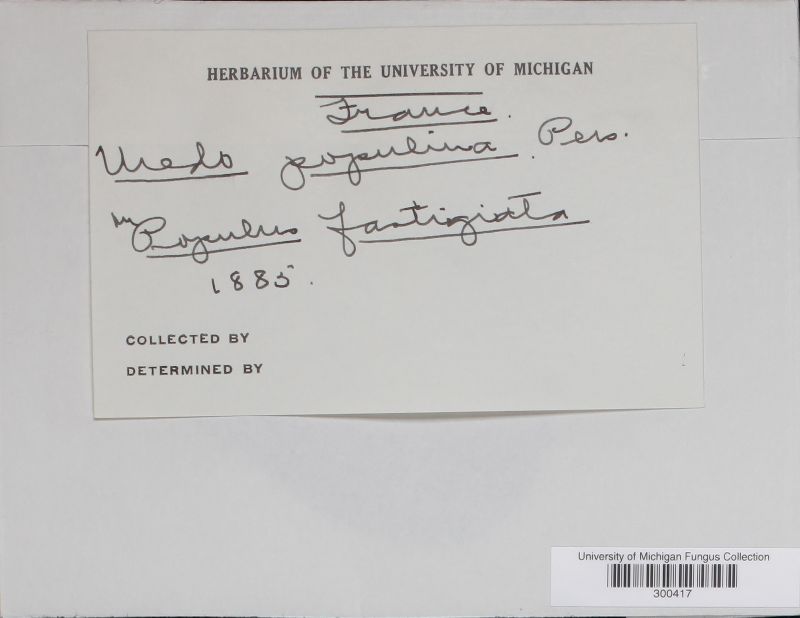 HERBARIUM OF THE UNIVERSITY OF MICHIGAN
France.
Uredo populina Pers.
on Populus fastigiata
1885.
COLLECTED BY
DETERMINED BY
University of Michigan Fungus Collection
300417